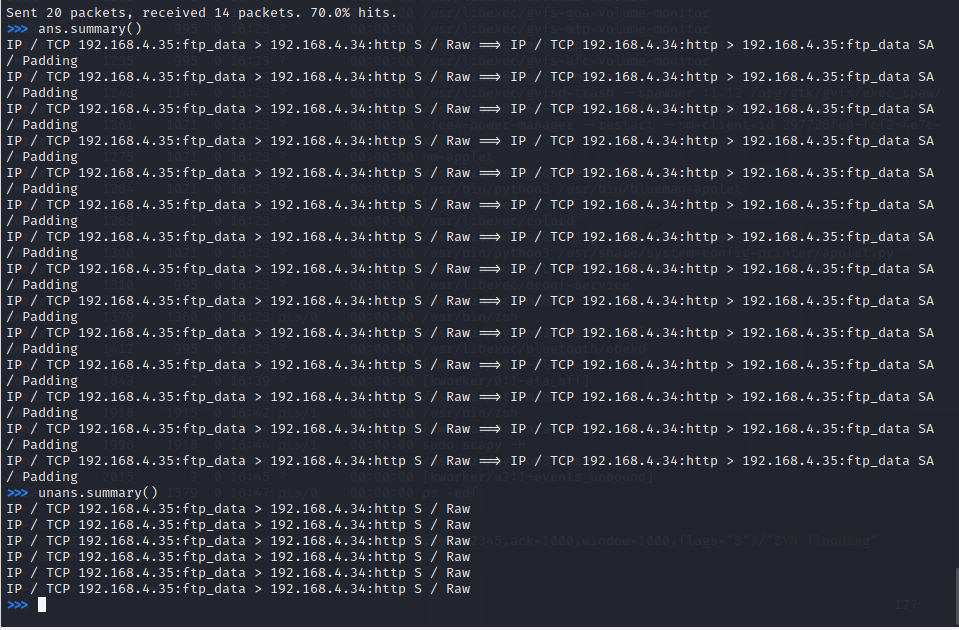 Sent 20 packets, received 14 packets. 70.0% hits.
>>> ans.summary()
IP / TCP 192.168.4.35:ftp_data > 192.168.4.34:http S / Raw ==> IP / TCP 192.168.4.34:http > 192.168.4.35:ftp_data SA
/ Padding
IP / TCP 192.168.4.35:ftp_data > 192.168.4.34:http S / Raw ==> IP / TCP 192.168.4.34:http > 192.168.4.35:ftp_data SA
/ Padding
IP / TCP 192.168.4.35:ftp_data > 192.168.4.34:http S / Raw ==> IP / TCP 192.168.4.34:http > 192.168.4.35:ftp_data SA
/ Padding
IP / TCP 192.168.4.35:ftp_data > 192.168.4.34:http S / Raw ==> IP / TCP 192.168.4.34:http > 192.168.4.35:ftp_data SA
/ Padding
IP / TCP 192.168.4.35:ftp_data > 192.168.4.34:http S / Raw ==> IP / TCP 192.168.4.34:http > 192.168.4.35:ftp_data SA
/ Padding
IP / TCP 192.168.4.35:ftp_data > 192.168.4.34:http S / Raw ==> IP / TCP 192.168.4.34:http > 192.168.4.35:ftp_data SA
/ Padding
IP / TCP 192.168.4.35:ftp_data > 192.168.4.34:http S / Raw ==> IP / TCP 192.168.4.34:http > 192.168.4.35:ftp_data SA
/ Padding
IP / TCP 192.168.4.35:ftp_data > 192.168.4.34:http S / Raw ==> IP / TCP 192.168.4.34:http > 192.168.4.35:ftp_data SA
/ Padding
IP / TCP 192.168.4.35:ftp_data > 192.168.4.34:http S / Raw ==> IP / TCP 192.168.4.34:http > 192.168.4.35:ftp_data SA
/ Padding
IP / TCP 192.168.4.35:ftp_data > 192.168.4.34:http S / Raw ==> IP / TCP 192.168.4.34:http > 192.168.4.35:ftp_data SA
/ Padding
IP / TCP 192.168.4.35:ftp_data > 192.168.4.34:http S / Raw ==> IP / TCP 192.168.4.34:http > 192.168.4.35:ftp_data SA
/ Padding
IP / TCP 192.168.4.35:ftp_data > 192.168.4.34:http S / Raw ==> IP / TCP 192.168.4.34:http > 192.168.4.35:ftp_data SA
/ Padding
IP / TCP 192.168.4.35:ftp_data > 192.168.4.34:http S / Raw ==> IP / TCP 192.168.4.34:http > 192.168.4.35:ftp_data SA
/ Padding
IP / TCP 192.168.4.35:ftp_data > 192.168.4.34:http S / Raw ==> IP / TCP 192.168.4.34:http > 192.168.4.35:ftp_data SA
/ Padding
>>> unans.summary()
IP / TCP 192.168.4.35:ftp_data > 192.168.4.34:http S / Raw
IP / TCP 192.168.4.35:ftp_data > 192.168.4.34:http S / Raw
IP / TCP 192.168.4.35:ftp_data > 192.168.4.34:http S / Raw
IP / TCP 192.168.4.35:ftp_data > 192.168.4.34:http S / Raw
IP / TCP 192.168.4.35:ftp_data > 192.168.4.34:http S / Raw
IP / TCP 192.168.4.35:ftp_data > 192.168.4.34:http S / Raw
>>>